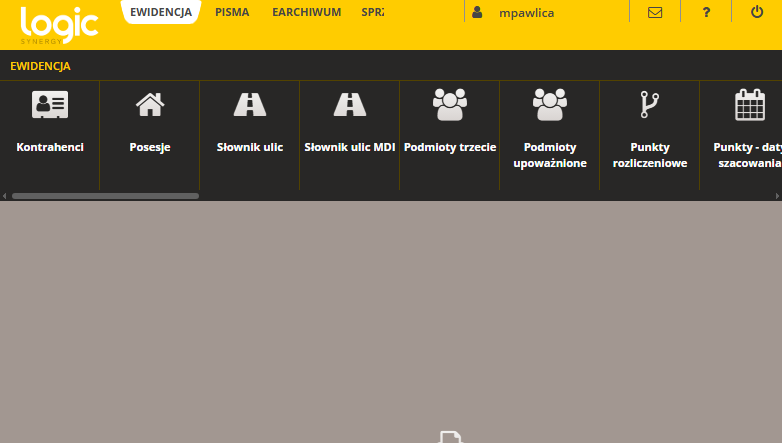 logic
SYNERGY
EWIDENCJA PISMA EARCHIWUM mpawlica ?
EWIDENCJA
Kontrahenci Posesje Słownik ulic Słownik ulic MDI Podmioty trzecie Podmioty upoważnione Punkty rozliczeniowe Punkty - daty szacowania